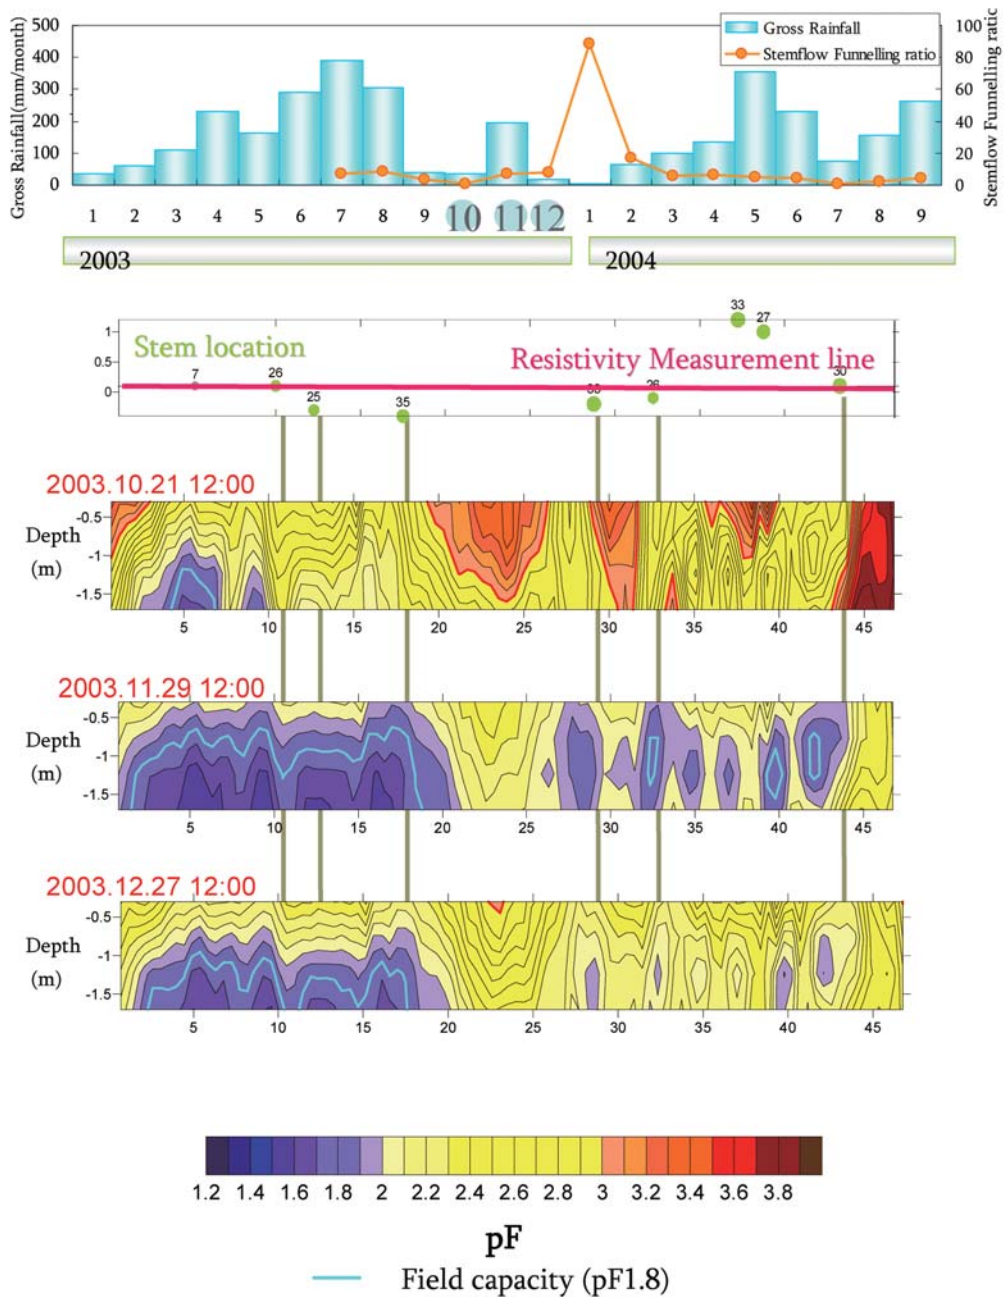 Gross Rainfall(mm/month)
500
400
300
200
100
0
Gross Rainfall
Stemflow Funnelling ratio
100
80
60
40
20
0
Stemflow Funnelling ratic
1 2 3 4 5 6 7 8 9 10 11 12 1 2 3 4 5 6 7 8 9
2003 2004
33
27
1
0.5
0
Stem location
Resistivity Measurement line
7 26 26 30
25 35
2003.10.21 12:00
Depth
(m)
-0.5
-1
-1.5
5 10 15 20 25 30 35 40 45
2003.11.29 12:00
Depth
(m)
-0.5
-1
-1.5
5 10 15 20 25 30 35 40 45
2003.12.27 12:00
Depth
(m)
-0.5
-1
-1.5
5 10 15 20 25 30 35 40 45
1.2 1.4 1.6 1.8 2 2.2 2.4 2.6 2.8 3 3.2 3.4 3.6 3.8
pF
Field capacity (pF1.8)